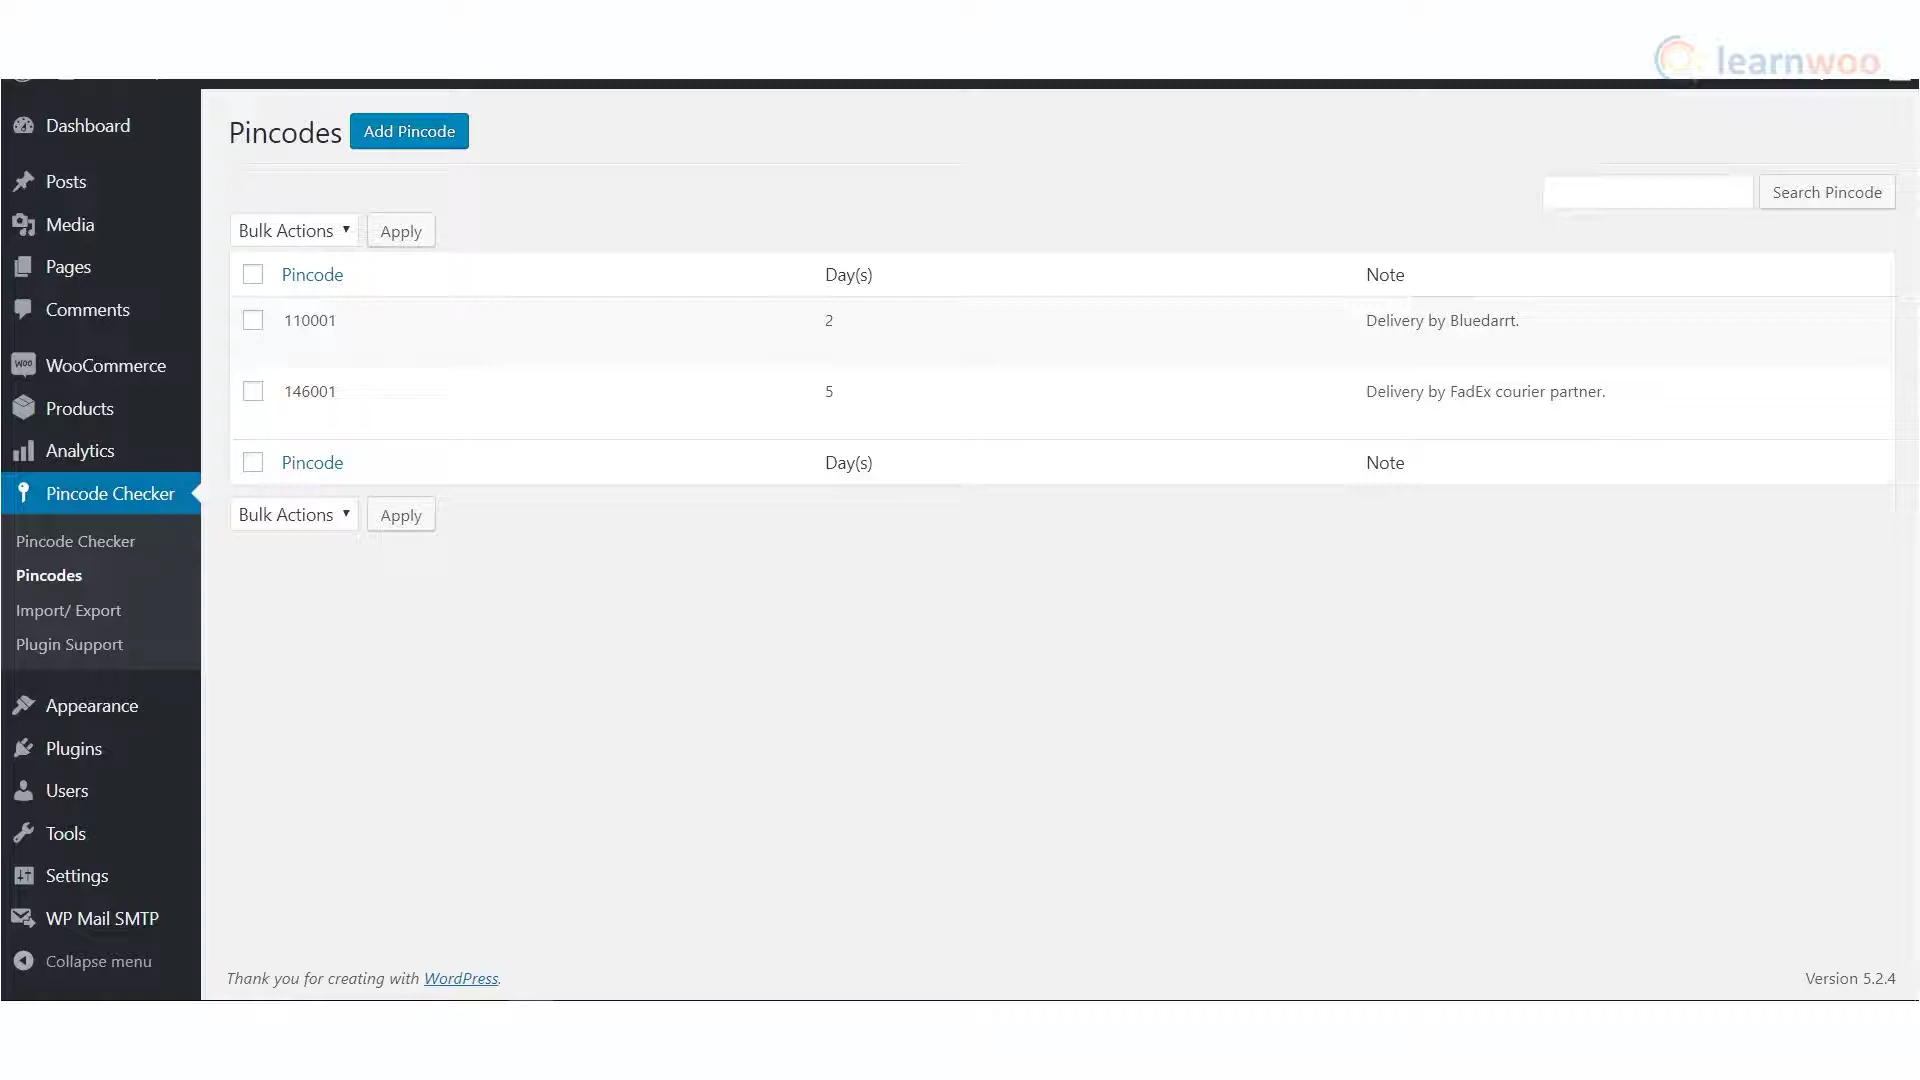 learnwoo
Dashboard
Posts
Media
Pages
Comments
WooCommerce
Products
Analytics
Pincode Checker
Pincode Checker
Pincodes
Import/ Export
Plugin Support
Appearance
Plugins
Users
Tools
Settings
WP Mail SMTP
Collapse menu
Pincodes Add Pincode
Search Pincode
Bulk Actions Apply
Pincode Day(s) Note
110001 2 Delivery by Bluedarrt.
146001 5 Delivery by FadEx courier partner.
Pincode Day(s) Note
Bulk Actions Apply
Thank you for creating with WordPress.
Version 5.2.4